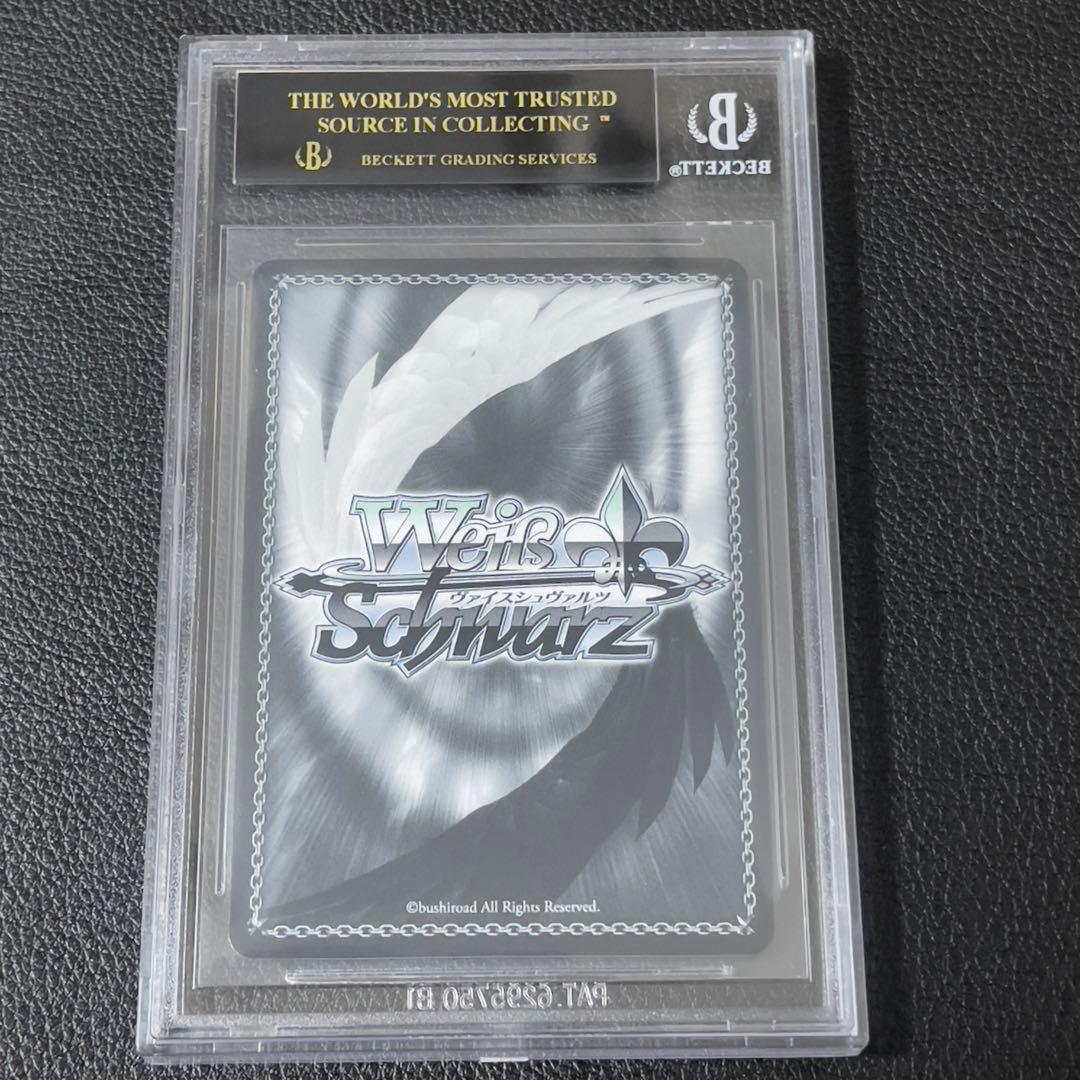 THE WORLD'S MOST TRUSTED
SOURCE IN COLLECTING ™
B BECKETT GRADING SERVICES
B
BECKETT®
Weiß
ヴァイスシュヴァルツ
Schwarz
©bushiroad All Rights Reserved.
PAT. 6295750 B1